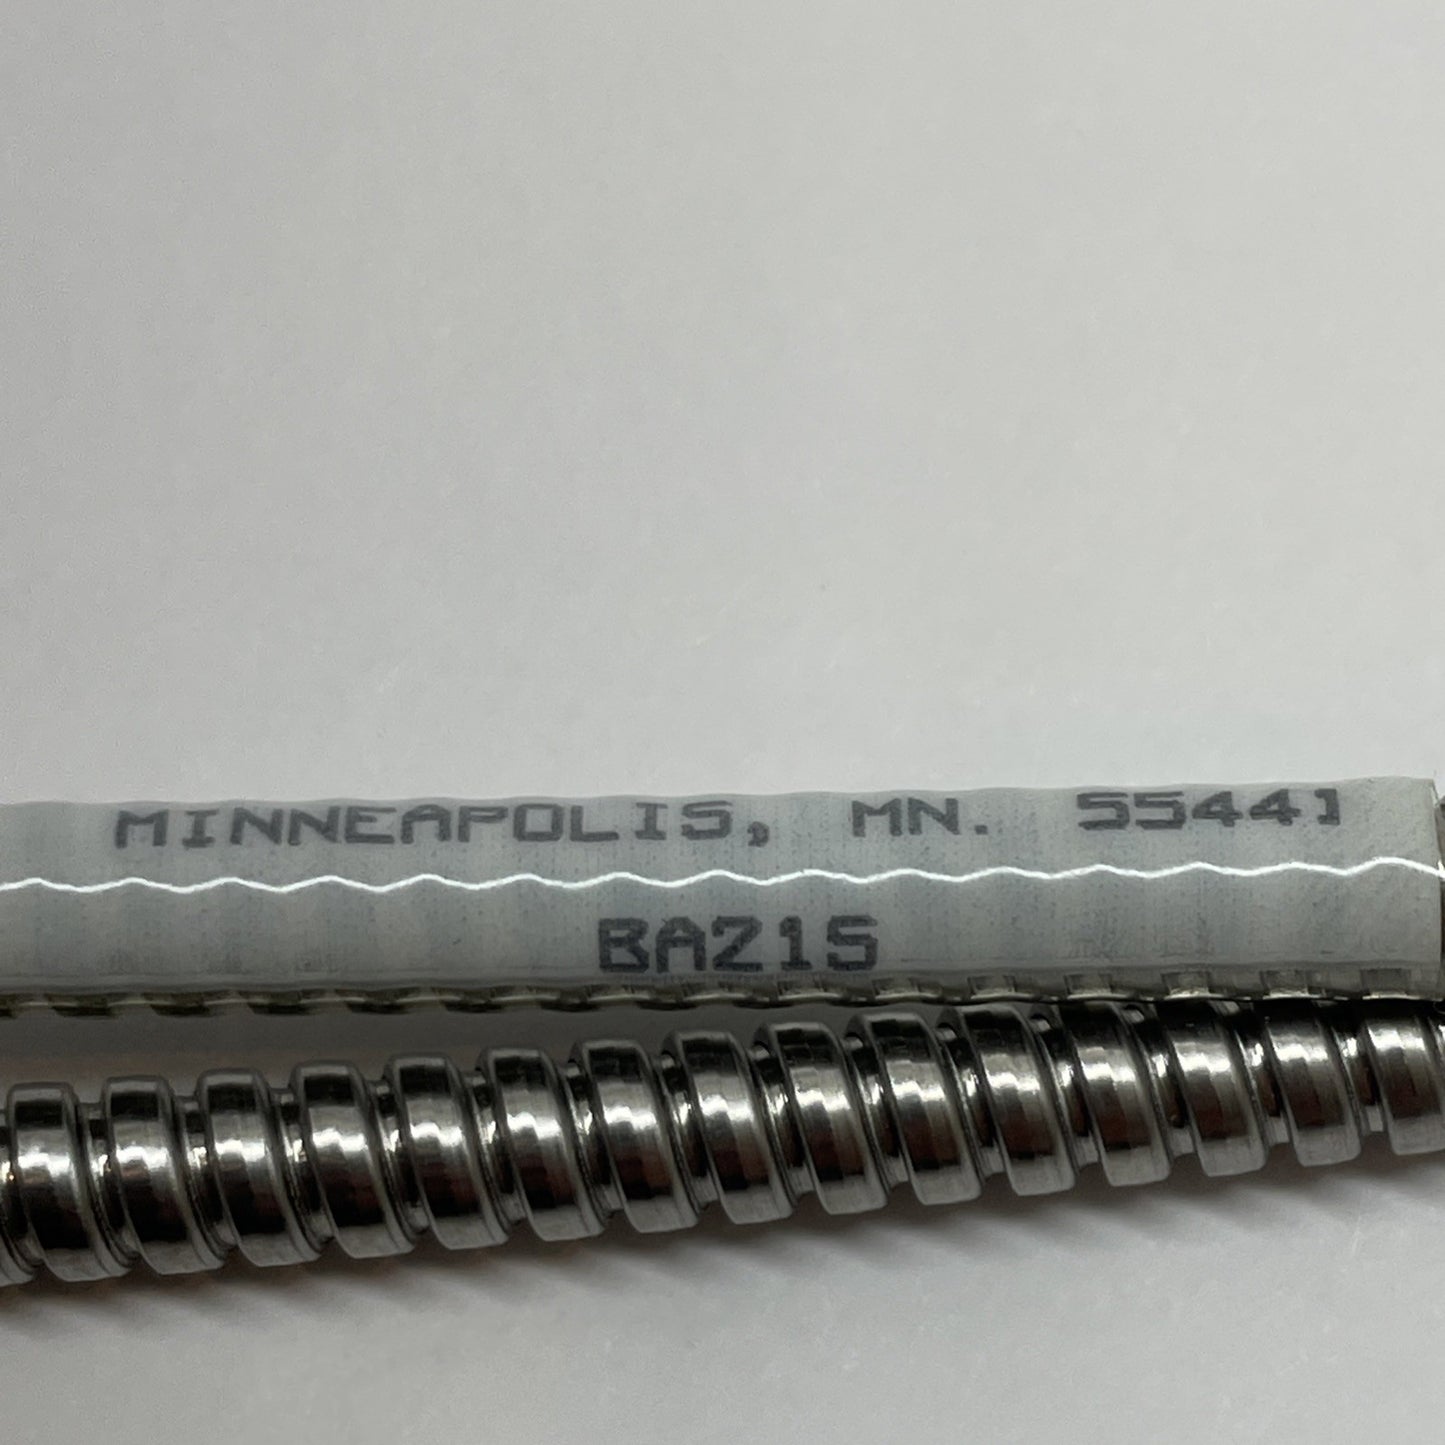 MINNEAPOLIS, MN. 55441
BA21S